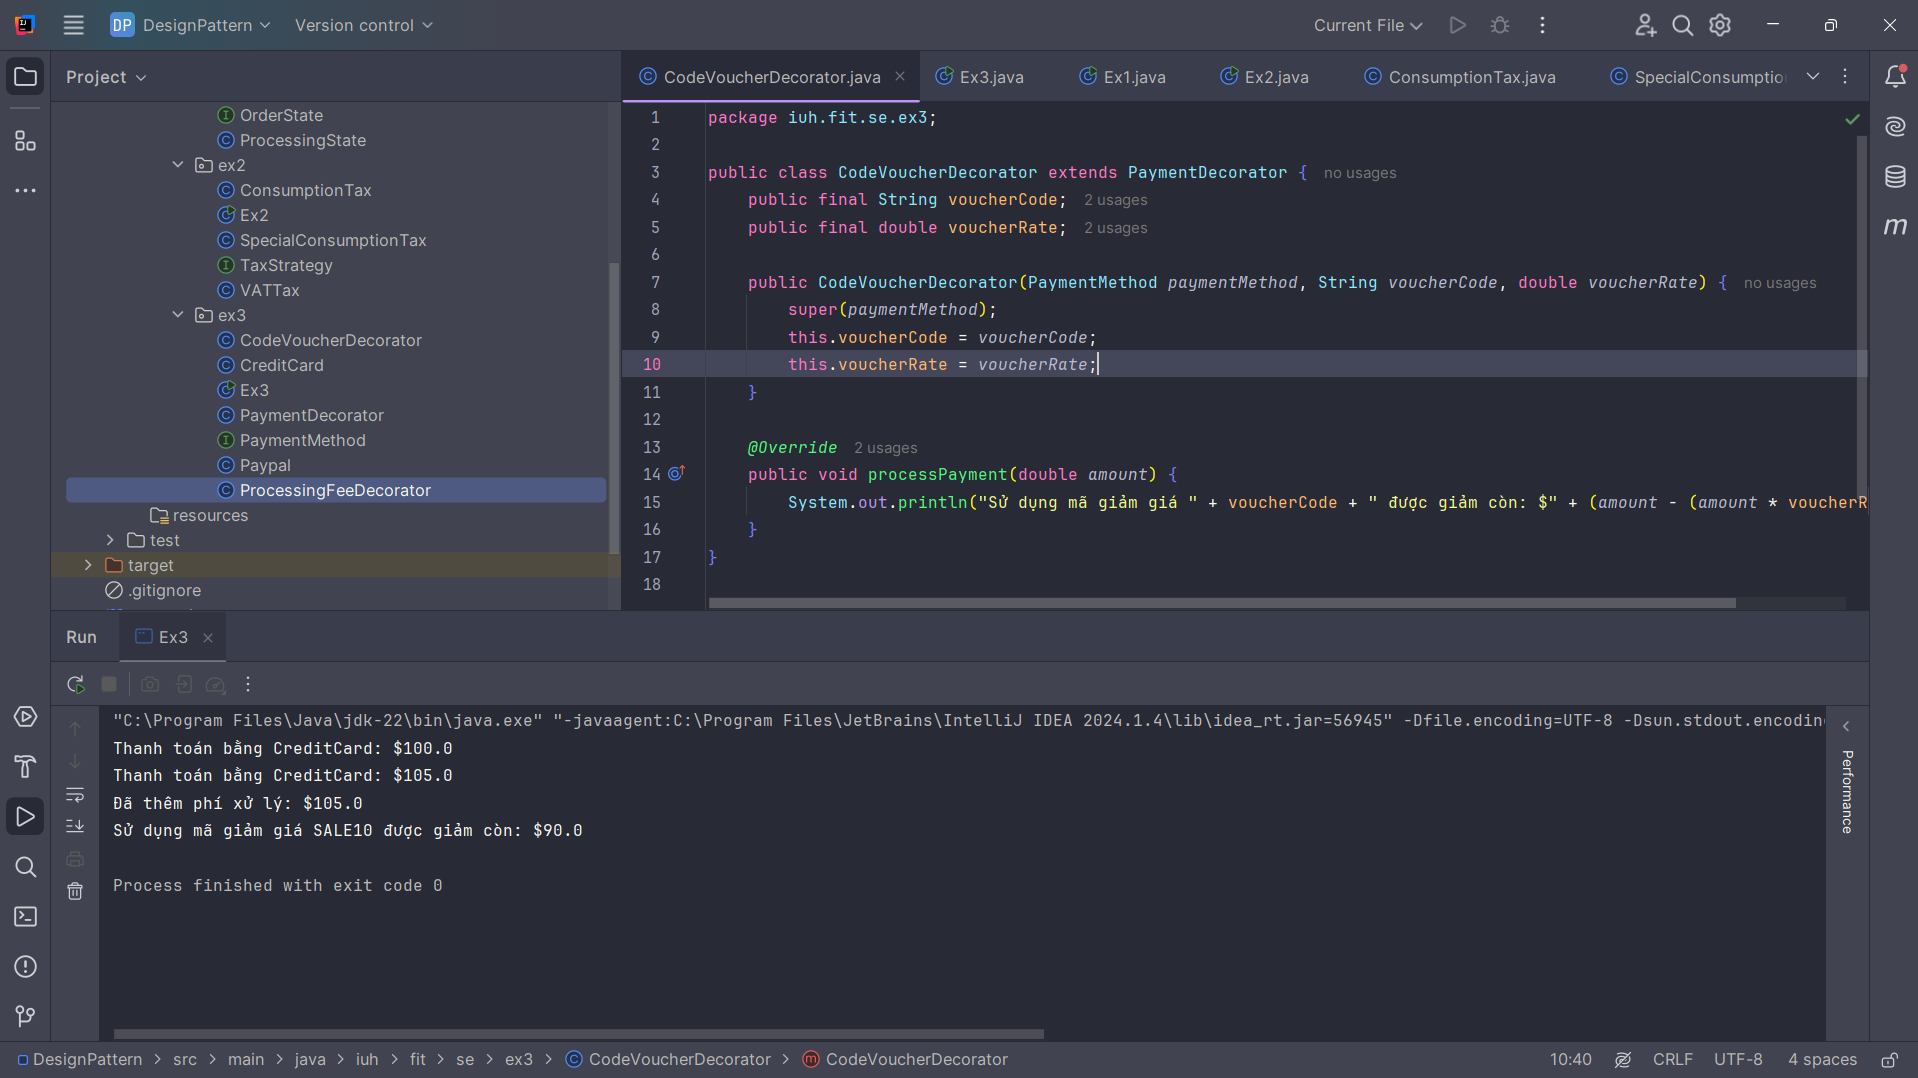 DP DesignPattern Version control Current File
Project
CodeVoucherDecorator.java Ex3.java Ex1.java Ex2.java ConsumptionTax.java SpecialConsumptio
OrderState
ProcessingState
ex2
ConsumptionTax
Ex2
SpecialConsumptionTax
TaxStrategy
VATTax
ex3
CodeVoucherDecorator
CreditCard
Ex3
PaymentDecorator
PaymentMethod
Paypal
ProcessingFeeDecorator
resources
test
target
.gitignore
1 package iuh.fit.se.ex3;
2
3 public class CodeVoucherDecorator extends PaymentDecorator { no usages
4 public final String voucherCode; 2 usages
5 public final double voucherRate; 2 usages
6
7 public CodeVoucherDecorator(PaymentMethod paymentMethod, String voucherCode, double voucherRate) { no usages
8 super(paymentMethod);
9 this.voucherCode = voucherCode;
10 this.voucherRate = voucherRate;
11 }
12
13 @Override 2 usages
14 public void processPayment(double amount) {
15 System.out.println("Sử dụng mã giảm giá " + voucherCode + " được giảm còn: $" + (amount - (amount * voucherR
16 }
17 }
18
Run Ex3
"C:\Program Files\Java\jdk-22\bin\java.exe" "-javaagent:C:\Program Files\JetBrains\IntelliJ IDEA 2024.1.4\lib\idea_rt.jar=56945" -Dfile.encoding=UTF-8 -Dsun.stdout.encoding
Thanh toán bằng CreditCard: $100.0
Thanh toán bằng CreditCard: $105.0
Đã thêm phí xử lý: $105.0
Sử dụng mã giảm giá SALE10 được giảm còn: $90.0
Process finished with exit code 0
Performance
DesignPattern > src > main > java > iuh > fit > se > ex3 > CodeVoucherDecorator > CodeVoucherDecorator 10:40 CRLF UTF-8 4 spaces